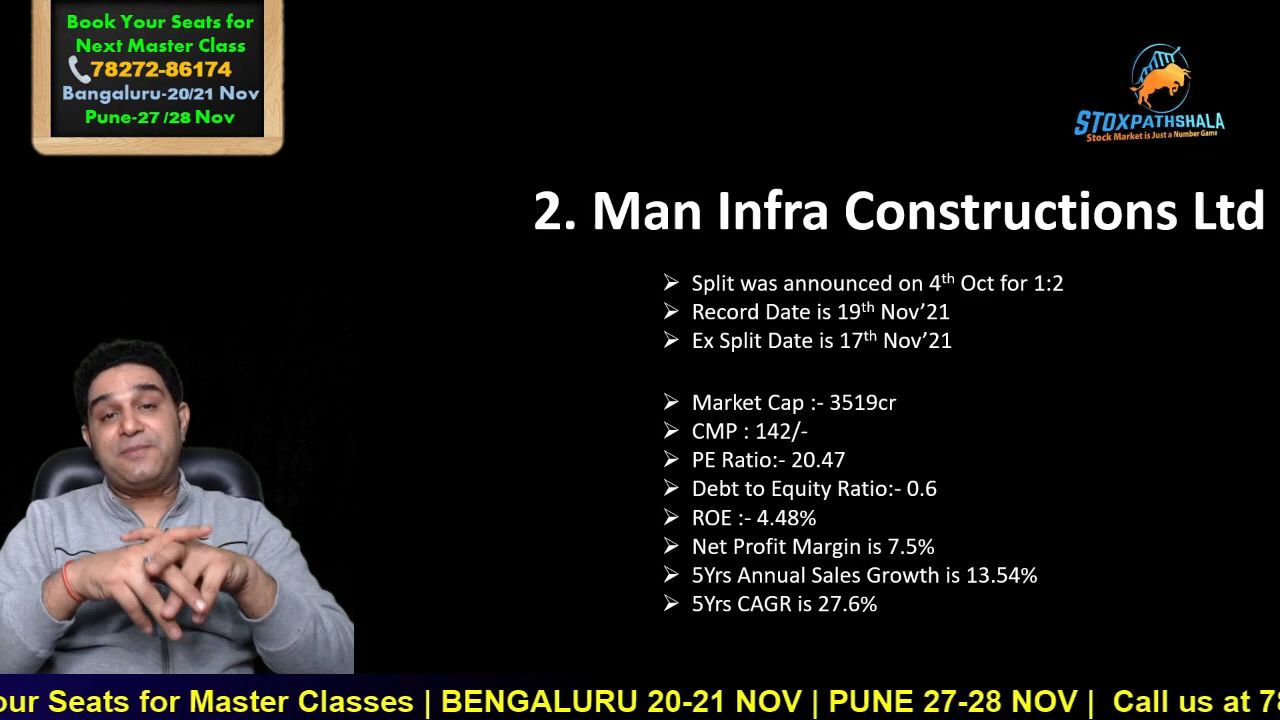 Book Your Seats for
Next Master Class
78272-86174
Bangaluru-20/21 Nov
Pune-27 /28 Nov
STOXPATHSHALA
Stock Market is Just a Number Game
2. Man Infra Constructions Ltd
➢ Split was announced on 4th Oct for 1:2
➢ Record Date is 19th Nov’21
➢ Ex Split Date is 17th Nov’21
➢ Market Cap :- 3519cr
➢ CMP : 142/-
➢ PE Ratio:- 20.47
➢ Debt to Equity Ratio:- 0.6
➢ ROE :- 4.48%
➢ Net Profit Margin is 7.5%
➢ 5Yrs Annual Sales Growth is 13.54%
➢ 5Yrs CAGR is 27.6%
our Seats for Master Classes | BENGALURU 20-21 NOV | PUNE 27-28 NOV | Call us at 78